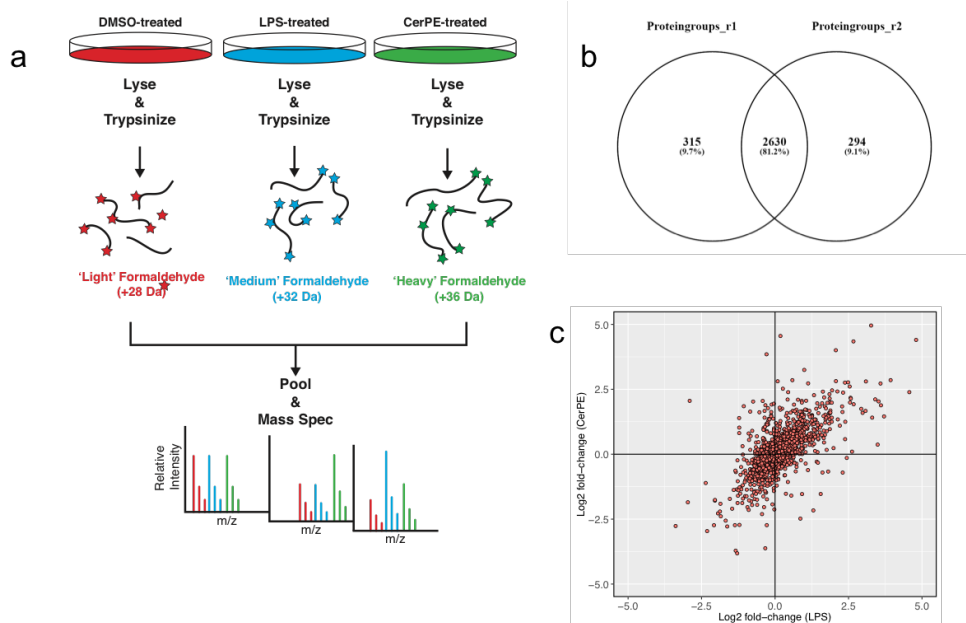 a
DMSO-treated
LPS-treated
CerPE-treated
Lyse
&
Trypsinize
Lyse
&
Trypsinize
Lyse
&
Trypsinize
‘Light’ Formaldehyde
(+28 Da)
‘Medium’ Formaldehyde
(+32 Da)
‘Heavy’ Formaldehyde
(+36 Da)
Pool
&
Mass Spec
Relative
Intensity
m/z
m/z
m/z
b
Proteingroups_r1
Proteingroups_r2
315
(9.7%)
2630
(81.2%)
294
(9.1%)
c
Log2 fold−change (CerPE)
5.0
2.5
0.0
−2.5
−5.0
−5.0
−2.5
0.0
2.5
5.0
Log2 fold−change (LPS)